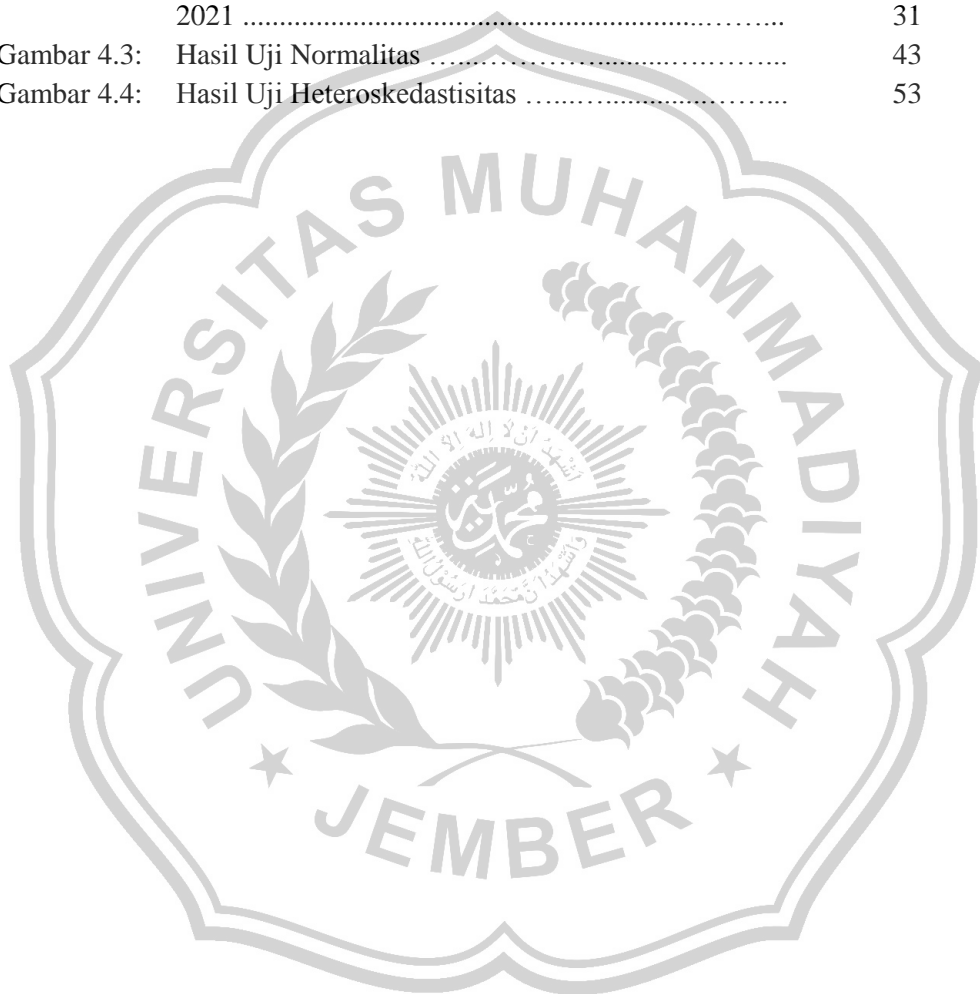 2021 ............................................................……...
31
Gambar 4.3: Hasil Uji Normalitas …...……………..........….……...
43
Gambar 4.4: Hasil Uji Heteroskedastisitas …...….............……...
53
UNIVERSITAS MUHAMMADIYAH
JEMBER